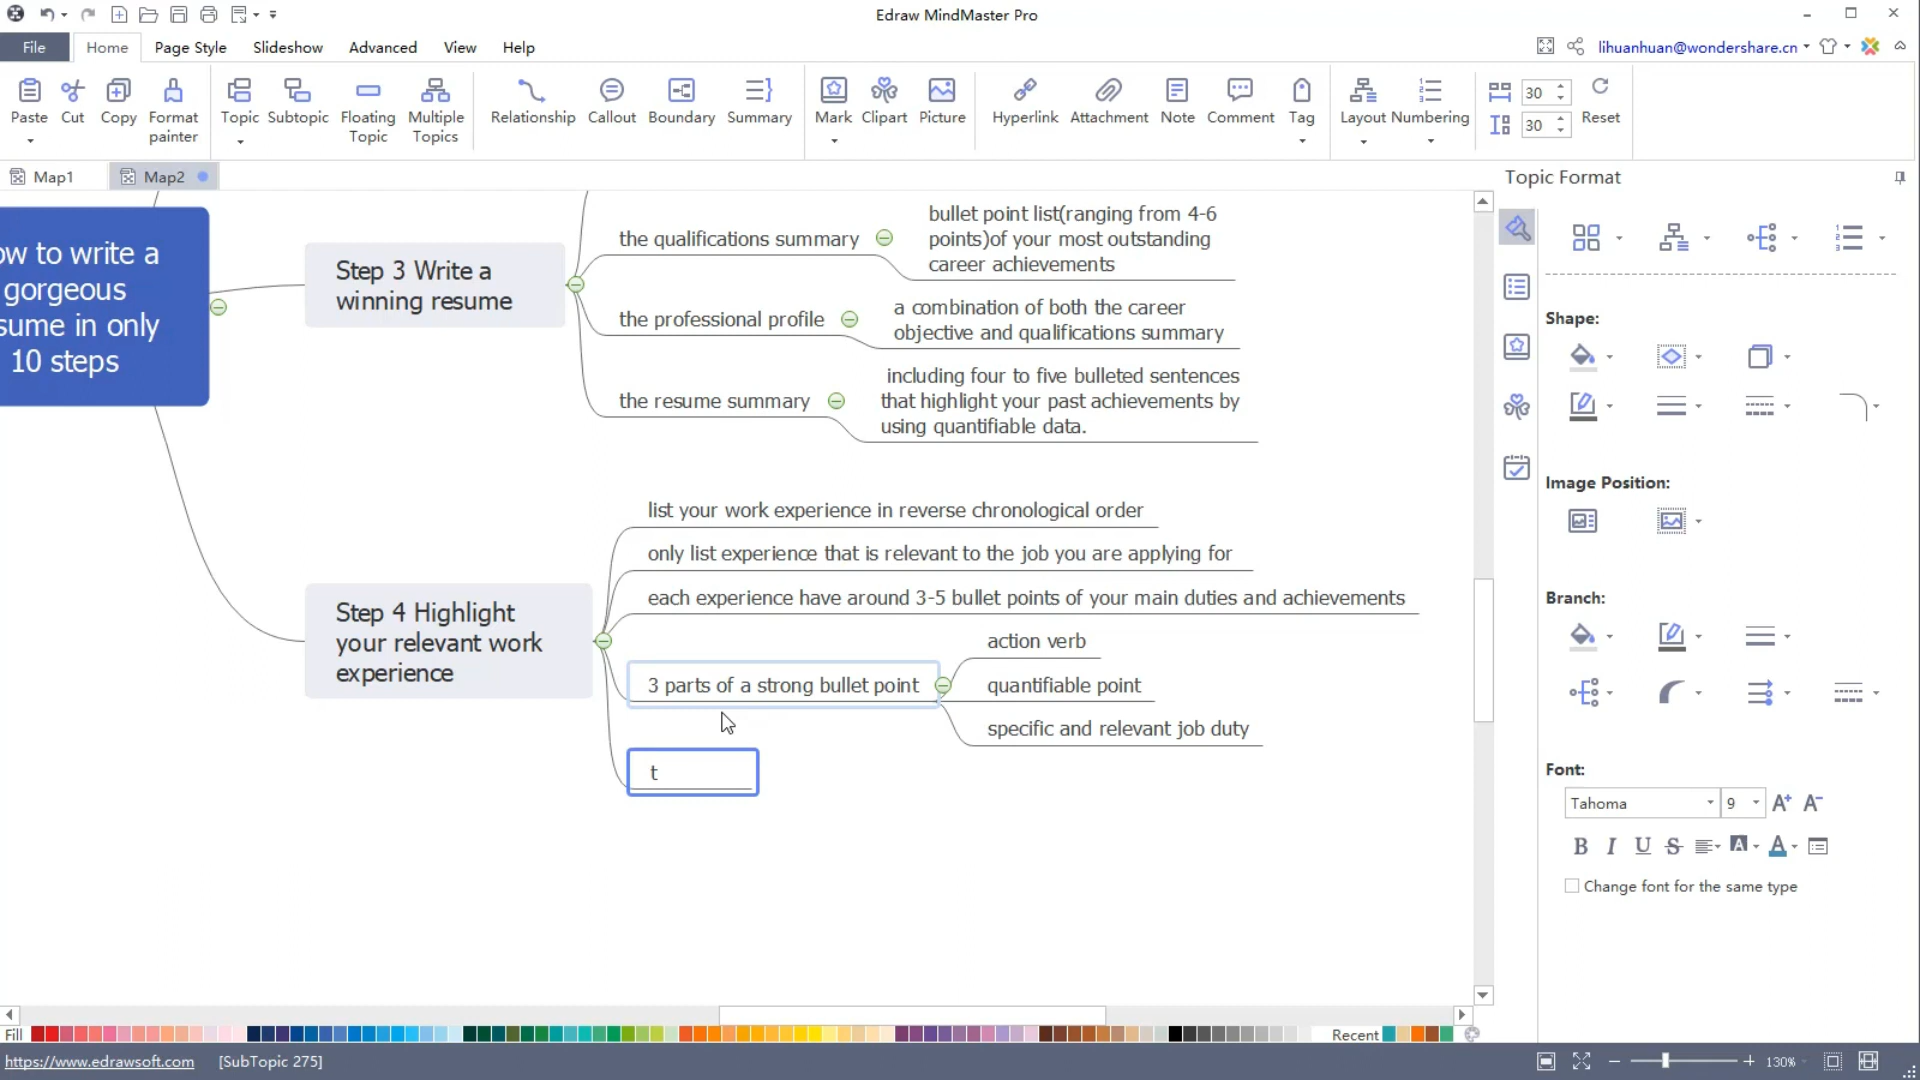 Edraw MindMaster Pro
File
Home
Page Style
Slideshow
Advanced
View
Help
lihuanhuan@wondershare.cn
Paste
Cut
Copy
Format
painter
Topic
Subtopic
Floating
Topic
Multiple
Topics
Relationship
Callout
Boundary
Summary
Mark
Clipart
Picture
Hyperlink
Attachment
Note
Comment
Tag
Layout
Numbering
30
30
Reset
Map1
Map2
ow to write a
gorgeous
sume in only
10 steps
Step 3 Write a
winning resume
the qualifications summary
bullet point list(ranging from 4-6
points)of your most outstanding
career achievements
the professional profile
a combination of both the career
objective and qualifications summary
the resume summary
including four to five bulleted sentences
that highlight your past achievements by
using quantifiable data.
Step 4 Highlight
your relevant work
experience
list your work experience in reverse chronological order
only list experience that is relevant to the job you are applying for
each experience have around 3-5 bullet points of your main duties and achievements
3 parts of a strong bullet point
action verb
quantifiable point
specific and relevant job duty
t
Topic Format
Shape:
Image Position:
Branch:
Font:
Tahoma
9
A+ A-
B I U S A A
Change font for the same type
Fill
Recent
https://www.edrawsoft.com
[SubTopic 275]
130%